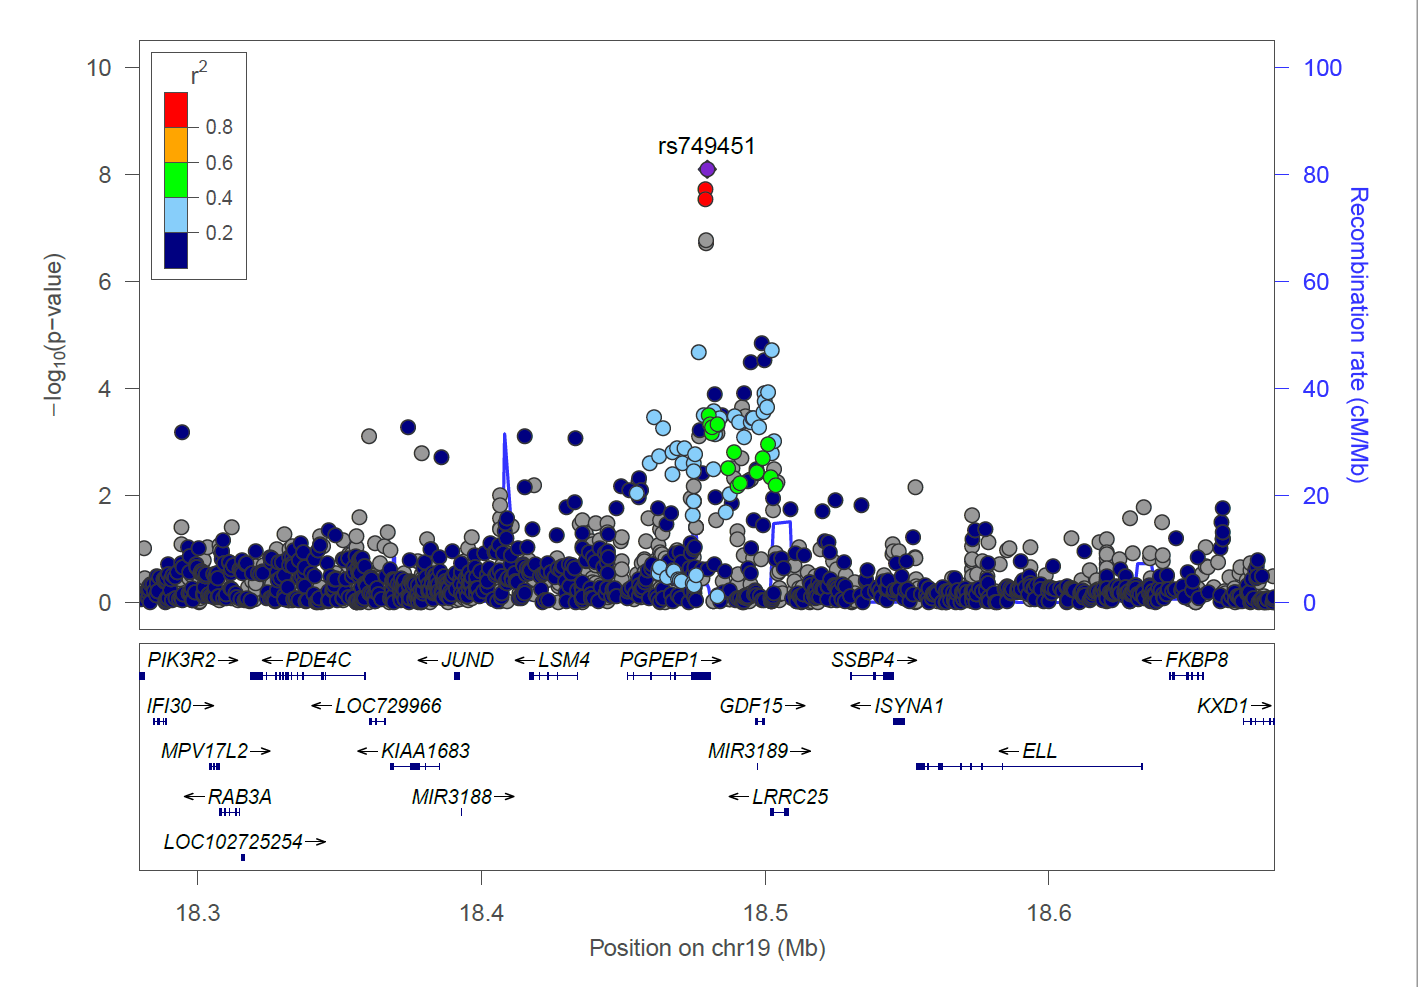 r2
0.8
0.6
0.4
0.2
rs749451
10
8
6
4
2
0
−log10(p−value)
100
80
60
40
20
0
Recombination rate (cM/Mb)
PIK3R2 PDE4C JUND LSM4 PGPEP1 SSBP4 FKBP8
IFI30 LOC729966 GDF15 ISYNA1 KXD1
MPV17L2 KIAA1683 MIR3189 ELL
RAB3A MIR3188 LRRC25
LOC102725254
18.3 18.4 18.5 18.6
Position on chr19 (Mb)